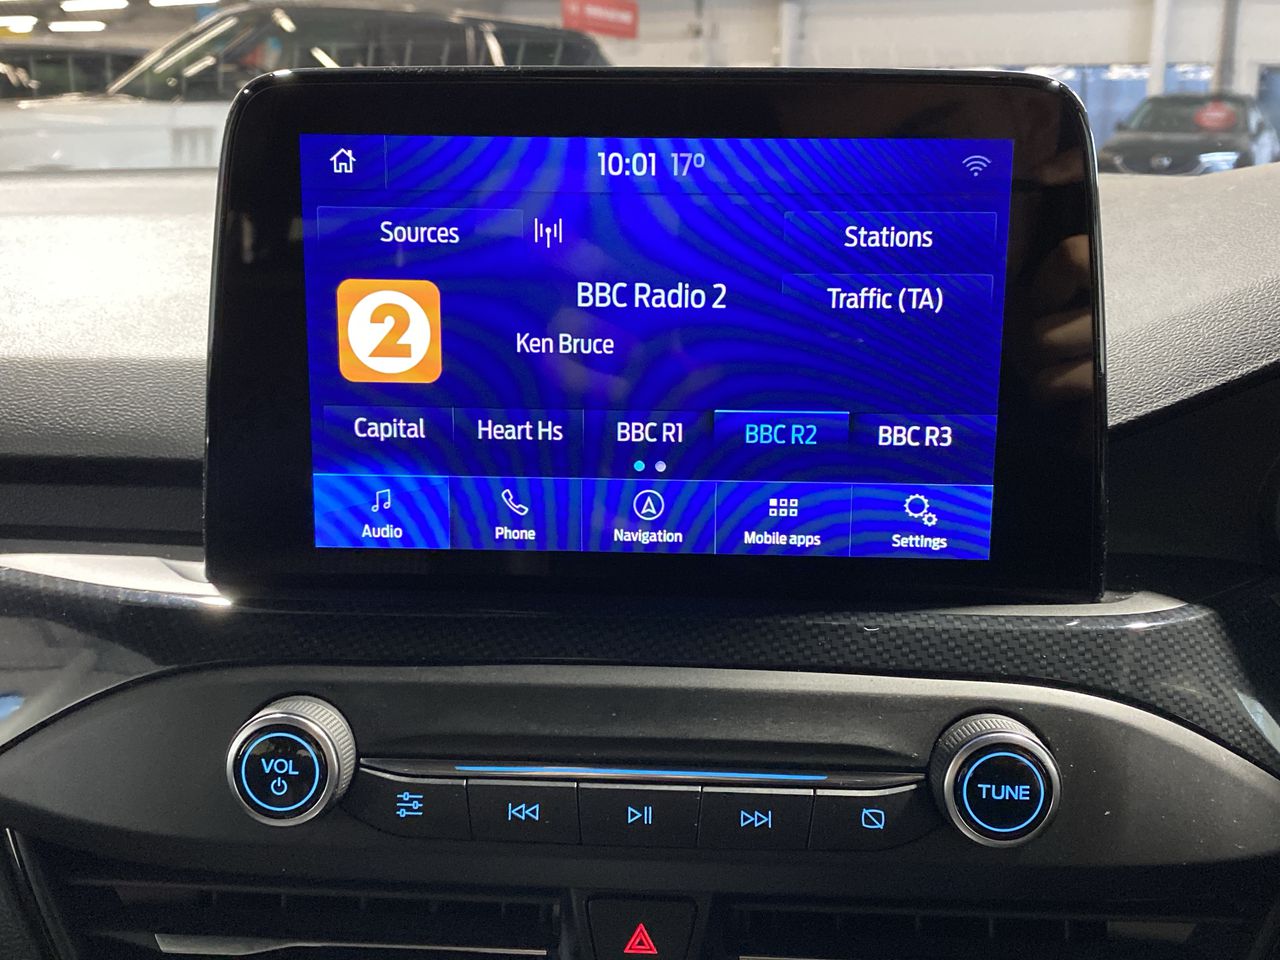 10:01 17°
Sources
Stations
BBC Radio 2
Traffic (TA)
2
Ken Bruce
Capital
Heart Hs
BBC R1
BBC R2
BBC R3
Audio
Phone
Navigation
Mobile apps
Settings
VOL
TUNE